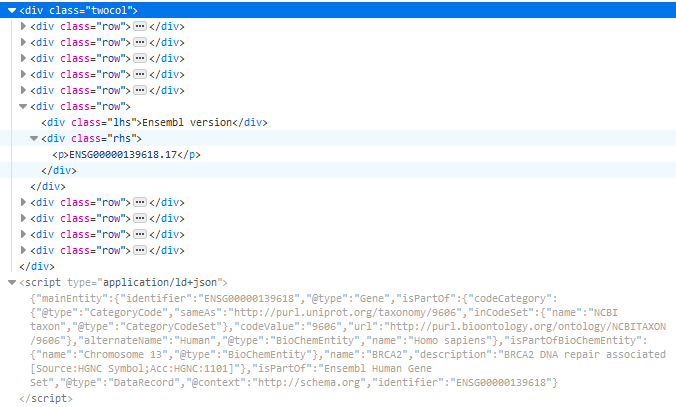 <div class="twocol">
<div class="row"> ••• </div>
<div class="row"> ••• </div>
<div class="row"> ••• </div>
<div class="row"> ••• </div>
<div class="row"> ••• </div>
<div class="row">
<div class="lhs">Ensembl version</div>
<div class="rhs">
<p>ENSG00000139618.17</p>
</div>
</div>
<div class="row"> ••• </div>
<div class="row"> ••• </div>
<div class="row"> ••• </div>
<div class="row"> ••• </div>
</div>
<script type="application/ld+json">
{"mainEntity":{"identifier":"ENSG00000139618","@type":"Gene","isPartOf":{"codeCategory":
{"@type":"CategoryCode","sameAs":"http://purl.uniprot.org/taxonomy/9606","inCodeSet":{"name":"NCBI
taxon","@type":"CategoryCodeSet"},"codeValue":"9606","url":"http://purl.bioontology.org/ontology/NCBITAXON
/9606"},"alternateName":"Human","@type":"BioChemEntity","name":"Homo sapiens"},"isPartOfBioChemEntity":
{"name":"Chromosome 13","@type":"BioChemEntity"},"name":"BRCA2","description":"BRCA2 DNA repair associated
[Source:HGNC Symbol;Acc:HGNC:1101]"},"isPartOf":"Ensembl Human Gene
Set","@type":"DataRecord","@context":"http://schema.org","identifier":"ENSG00000139618"}
</script>